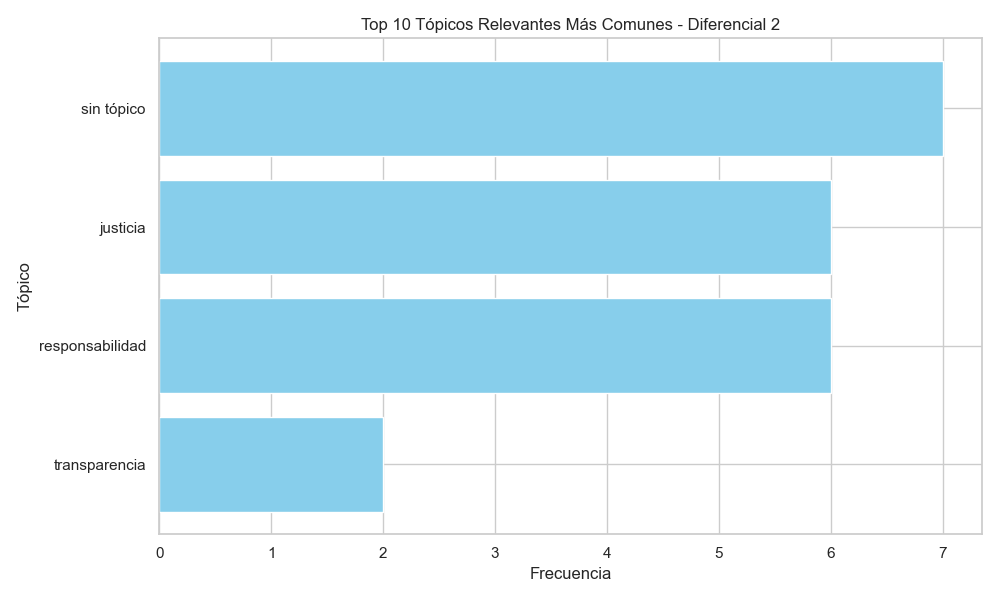 Top 10 Tópicos Relevantes Más Comunes - Diferencial 2
Tópico
sin tópico
justicia
responsabilidad
transparencia
0 1 2 3 4 5 6 7
Frecuencia